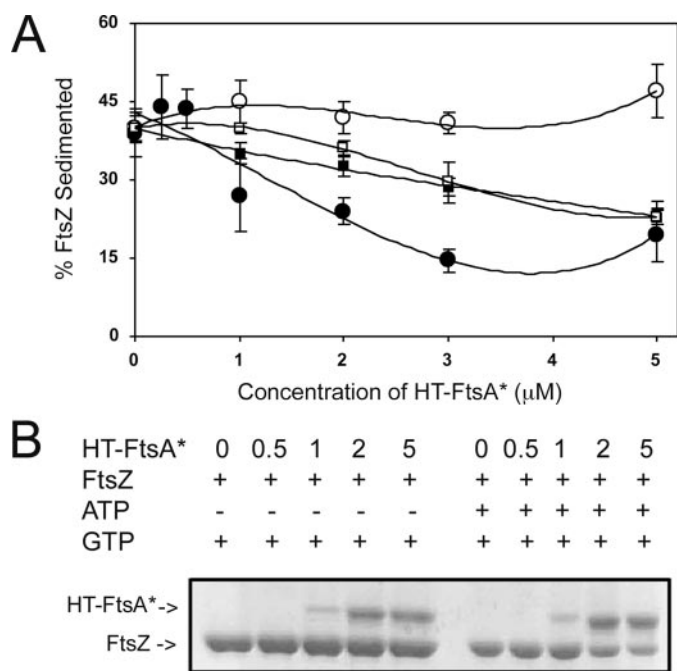 A
60
45
30
15
0
% FtsZ Sedimented
0 1 2 3 4 5
Concentration of HT-FtsA* (μM)
B
HT-FtsA* 0 0.5 1 2 5 0 0.5 1 2 5
FtsZ + + + + + + + + + +
ATP - - - - - + + + + +
GTP + + + + + + + + + +
HT-FtsA*->
FtsZ ->